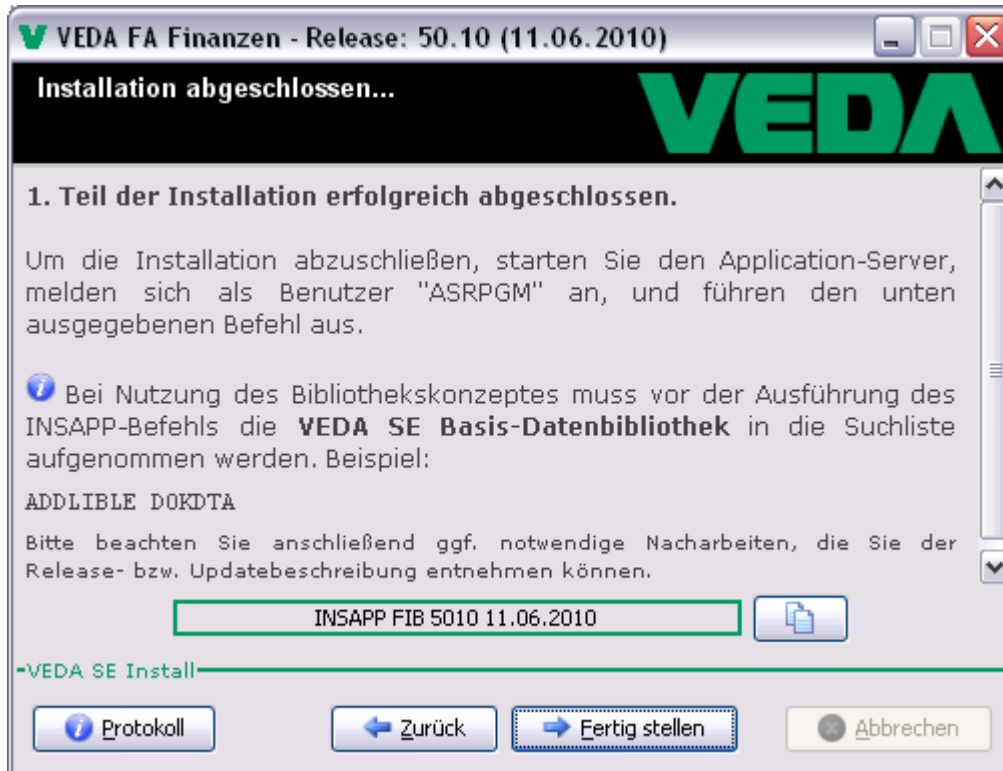 VEDA FA Finanzen - Release: 50.10 (11.06.2010)
Installation abgeschlossen...
VEDA
1. Teil der Installation erfolgreich abgeschlossen.
Um die Installation abzuschließen, starten Sie den Application-Server,
melden sich als Benutzer "ASRPGM" an, und führen den unten
ausgegebenen Befehl aus.
Bei Nutzung des Bibliothekskonzeptes muss vor der Ausführung des
INSAPP-Befehls die VEDA SE Basis-Datenbibliothek in die Suchliste
aufgenommen werden. Beispiel:
ADDLIBLE DOKDTA
Bitte beachten Sie anschließend ggf. notwendige Nacharbeiten, die Sie der
Release- bzw. Updatebeschreibung entnehmen können.
INSAPP FIB 5010 11.06.2010
VEDA SE Install
Protokoll
Zurück
Fertig stellen
Abbrechen